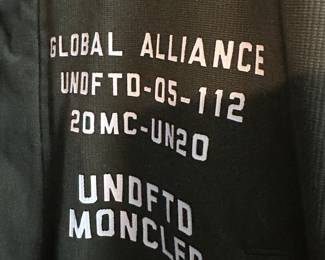 GLOBAL ALLIANCE
UNDFTD-05-112
20MC-UN20
UNDFTD
MONCLER